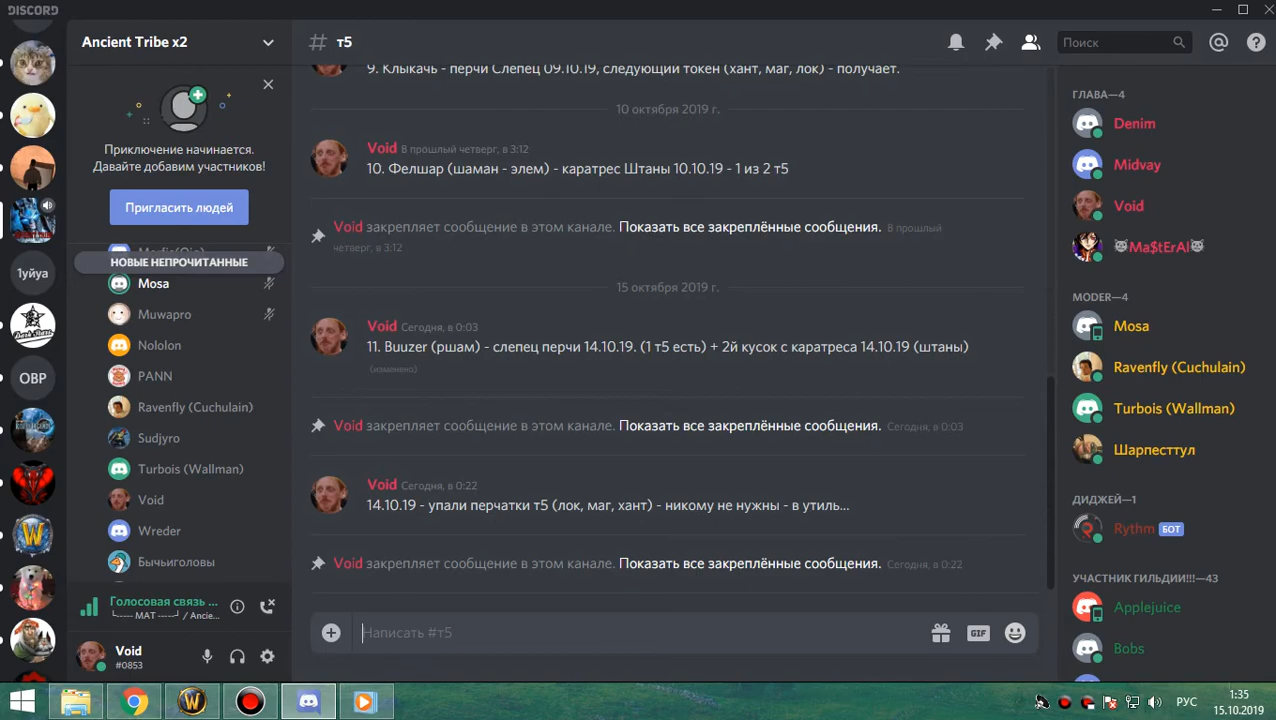 DISCORD
Ancient Tribe x2
т5
Поиск
Приключение начинается.
Давайте добавим участников!
Пригласить людей
НОВЫЕ НЕПРОЧИТАННЫЕ
Mosa
Muwapro
Nololon
PANN
Ravenfly (Cuchulain)
Sudjyro
Turbois (Wallman)
Void
Wreder
Бычьиголовы
Голосовая связь ...
└----- МАТ -----┘ / Ancie...
Void
#0853
1уйуа
ОВР
9. Клыкачь - перчи Слепец 09.10.19, следующий токен (хант, маг, лок) - получает.
10 октября 2019 г.
Void В прошлый четверг, в 3:12
10. Фелшар (шаман - элем) - каратрес Штаны 10.10.19 - 1 из 2 т5
Void закрепляет сообщение в этом канале. Показать все закреплённые сообщения. В прошлый
четверг, в 3:12
15 октября 2019 г.
Void Сегодня, в 0:03
11. Buuzer (ршам) - слепец перчи 14.10.19. (1 т5 есть) + 2й кусок с каратреса 14.10.19 (штаны)
(изменено)
Void закрепляет сообщение в этом канале. Показать все закреплённые сообщения. Сегодня, в 0:03
Void Сегодня, в 0:22
14.10.19 - упали перчатки т5 (лок, маг, хант) - никому не нужны - в утиль...
Void закрепляет сообщение в этом канале. Показать все закреплённые сообщения. Сегодня, в 0:22
Написать #т5
GIF
ГЛАВА—4
Denim
Midvay
Void
Ma$tErAl
MODER—4
Mosa
Ravenfly (Cuchulain)
Turbois (Wallman)
Шарпесттул
ДИДЖЕЙ—1
Rythm БОТ
УЧАСТНИК ГИЛЬДИИ!!!—43
Applejuice
Bobs
РУС
1:35
15.10.2019